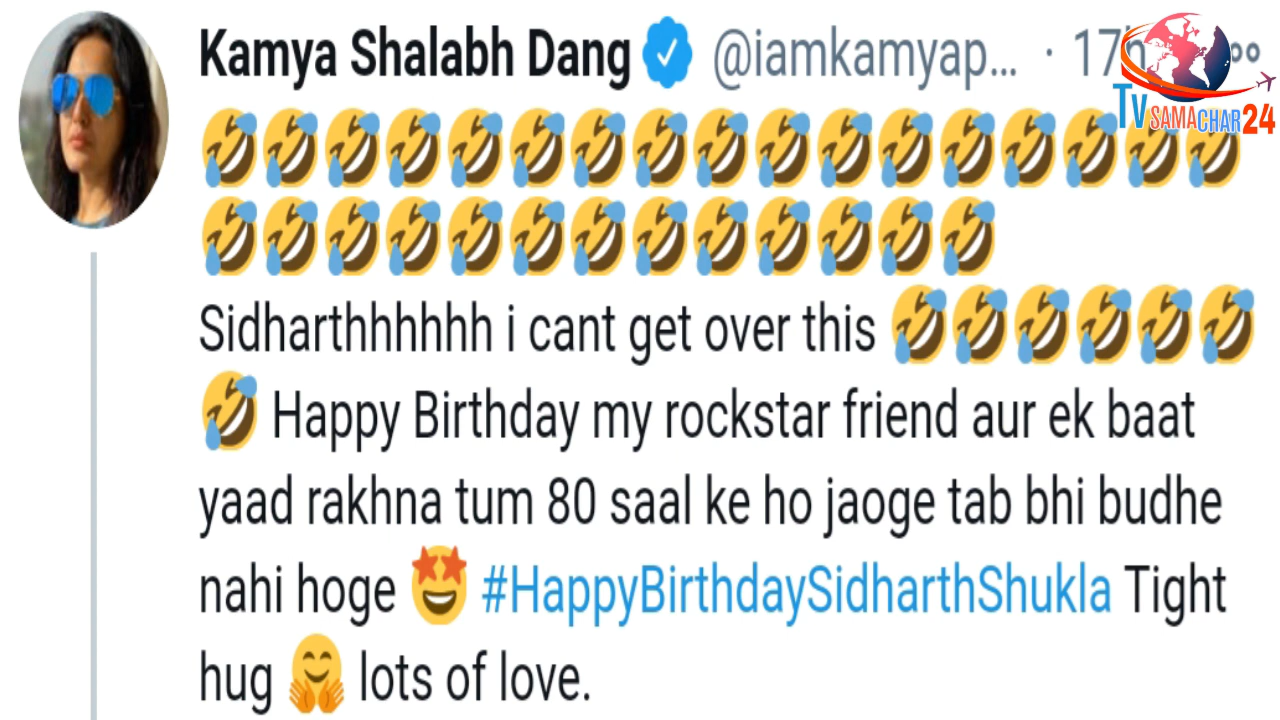 Kamya Shalabh Dang @iamkamyap... · 17h
TV SAMACHAR 24
🤣🤣🤣🤣🤣🤣🤣🤣🤣🤣🤣🤣🤣🤣🤣🤣🤣
🤣🤣🤣🤣🤣🤣🤣🤣🤣🤣🤣🤣🤣
Sidharthhhhhh i cant get over this 🤣🤣🤣🤣🤣🤣
🤣 Happy Birthday my rockstar friend aur ek baat
yaad rakhna tum 80 saal ke ho jaoge tab bhi budhe
nahi hoge 🤩 #HappyBirthdaySidharthShukla Tight
hug 🤗 lots of love.